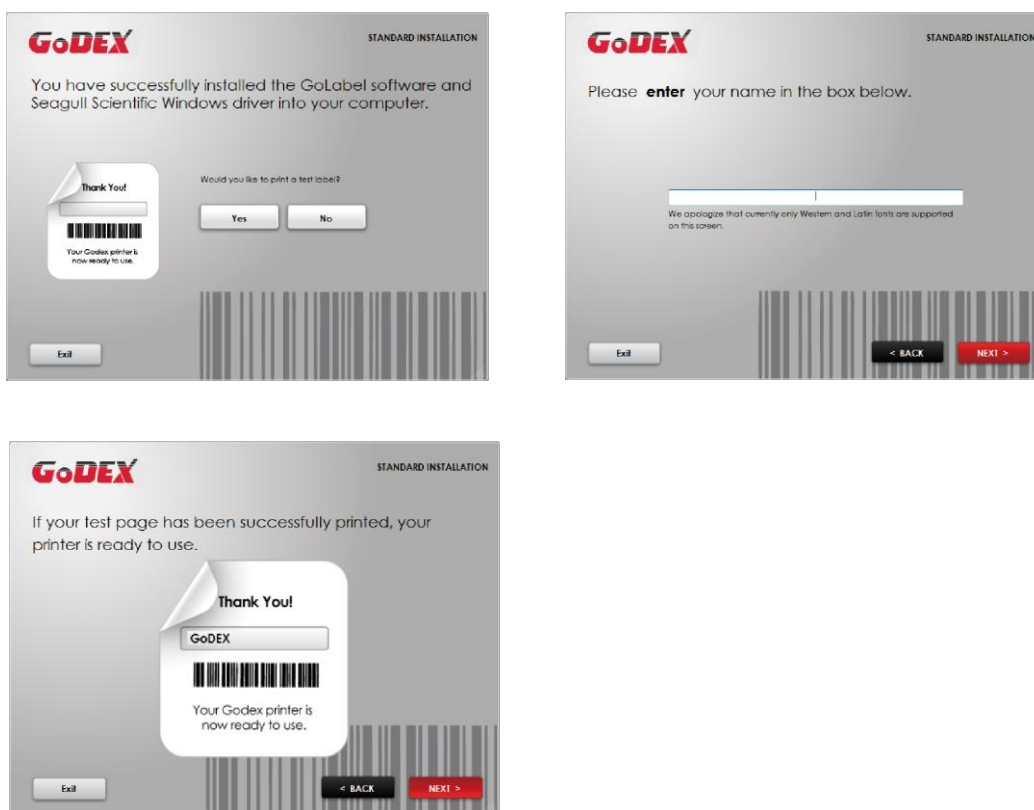 GoDEX
STANDARD INSTALLATION
You have successfully installed the GoLabel software and
Seagull Scientific Windows driver into your computer.
Thank You!
Your Godex printer is
now ready to use.
Would you like to print a test label?
Yes
No
Exit
GoDEX
STANDARD INSTALLATION
Please enter your name in the box below.
We apologize that currently only Western and Latin fonts are supported
on this screen.
Exit
< BACK
NEXT >
GoDEX
STANDARD INSTALLATION
If your test page has been successfully printed, your
printer is ready to use.
Thank You!
GoDEX
Your Godex printer is
now ready to use.
Exit
< BACK
NEXT >